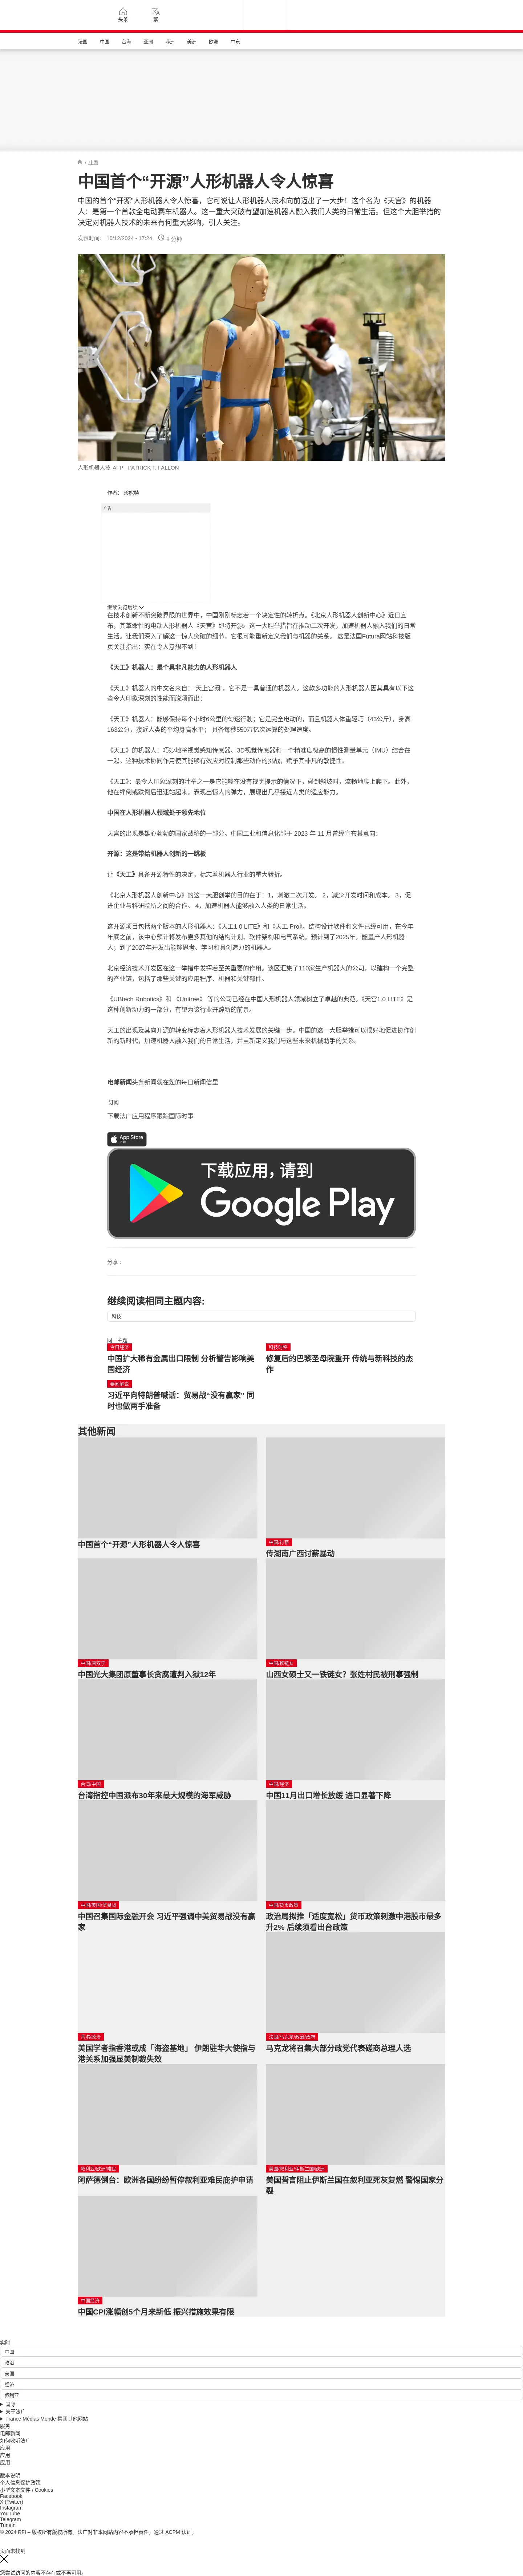 头条
繁
法国
中国
台海
亚洲
非洲
美洲
欧洲
中东
/ 中国
中国首个“开源”人形机器人令人惊喜
中国的首个“开源”人形机器人令人惊喜，它可说让人形机器人技术向前迈出了一大步！这个名为《天宫》的机器
人：是第一个首款全电动赛车机器人。这一重大突破有望加速机器人融入我们人类的日常生活。但这个大胆举措的
决定对机器人技术的未来有何重大影响，引人关注。
发表时间： 10/12/2024 - 17:24
8 分钟
人形机器人技 AFP - PATRICK T. FALLON
作者： 珍妮特
广告
继续浏览后续
在技术创新不断突破界限的世界中，中国刚刚标志着一个决定性的转折点。《北京人形机器人创新中心》近日宣
布，其革命性的电动人形机器人《天宫》即将开源。这一大胆举措旨在推动二次开发，加速机器人融入我们的日常
生活。让我们深入了解这一惊人突破的细节，它很可能重新定义我们与机器的关系。 这是法国Futura网站科技版
页关注指出：实在令人意想不到！
《天工》机器人：是个具非凡能力的人形机器人
《天工》机器人的中文名来自：“天上宫阙”，它不是一具普通的机器人。这款多功能的人形机器人因其具有以下这
些令人印象深刻的性能而脱颖而出：
《天工》机器人：能够保持每个小时6公里的匀速行驶；它是完全电动的，而且机器人体重轻巧（43公斤），身高
163公分，接近人类的平均身高水平； 具备每秒550万亿次运算的处理速度。
《天工》的机器人：巧妙地将视觉感知传感器、3D视觉传感器和一个精准度极高的惯性测量单元（IMU）结合在
一起。这种技术协同作用使其能够有效应对控制那些动作的挑战，赋予其非凡的敏捷性。
《天工》：最令人印象深刻的壮举之一是它能够在没有视觉提示的情况下，碰到斜坡时，流畅地爬上爬下。此外，
他在绊倒或跌倒后迅速站起来，表现出惊人的弹力，展现出几乎接近人类的适应能力。
中国在人形机器人领域处于领先地位
天宫的出现是雄心勃勃的国家战略的一部分。中国工业和信息化部于 2023 年 11 月曾经宣布其意向：
开源：这是带给机器人创新的一跳板
让《天工》具备开源特性的决定，标志着机器人行业的重大转折。
《北京人形机器人创新中心》的这一大胆创举的目的在于：1，刺激二次开发。 2，减少开发时间和成本。 3，促
进企业与科研院所之间的合作。 4，加速机器人能够融入人类的日常生活。
这开源项目包括两个版本的人形机器人：《天工1.0 LITE》和《天工 Pro》。结构设计软件和文件已经可用，在今年
年底之前，该中心预计将发布更多其他的结构计划、软件架构和电气系统。预计到了2025年，能量产人形机器
人；到了2027年开发出能够思考、学习和具创造力的机器人。
北京经济技术开发区在这一举措中发挥着至关重要的作用。该区汇集了110家生产机器人的公司，以建构一个完整
的产业链，包括了那些关键的应用程序、机器和关键部件。
《UBtech Robotics》和 《Unitree》 等的公司已经在中国人形机器人领域树立了卓越的典范。《天宫1.0 LITE》是
这种创新动力的一部分，有望为该行业开辟新的前景。
天工的出现及其向开源的转变标志着人形机器人技术发展的关键一步。中国的这一大胆举措可以很好地促进协作创
新的新时代，加速机器人融入我们的日常生活，并重新定义我们与这些未来机械助手的关系。
电邮新闻头条新闻就在您的每日新闻信里
订阅
下载法广应用程序跟踪国际时事
App Store
下载应用，请到
Google Play
分享 :
继续阅读相同主题内容:
科技
同一主题
今日经济
中国扩大稀有金属出口限制 分析警告影响美
国经济
科技时空
修复后的巴黎圣母院重开 传统与新科技的杰
作
要闻解说
习近平向特朗普喊话：贸易战“没有赢家” 同
时也做两手准备
其他新闻
中国首个“开源”人形机器人令人惊喜
中国/讨薪
传湖南广西讨薪暴动
中国/唐双宁
中国光大集团原董事长贪腐遭判入狱12年
中国/铁链女
山西女硕士又一铁链女？张姓村民被刑事强制
台湾/中国
台湾指控中国派布30年来最大规模的海军威胁
中国/经济
中国11月出口增长放缓 进口显著下降
中国/美国/贸易战
中国召集国际金融开会 习近平强调中美贸易战没有赢
家
中国/货币政策
政治局拟推「适度宽松」货币政策刺激中港股市最多
升2% 后续须看出台政策
香港/政治
美国学者指香港或成「海盗基地」 伊朗驻华大使指与
港关系加强显美制裁失效
法国/马克龙/政治/政府
马克龙将召集大部分政党代表磋商总理人选
叙利亚/欧洲/难民
阿萨德倒台：欧洲各国纷纷暂停叙利亚难民庇护申请
美国/叙利亚/伊斯兰国/欧洲
美国誓言阻止伊斯兰国在叙利亚死灰复燃 警惕国家分
裂
中国经济
中国CPI涨幅创5个月来新低 振兴措施效果有限
实时
中国
政治
美国
经济
叙利亚
国际
关于法广
France Médias Monde 集团其他网站
服务
电邮新闻
如何收听法广
应用
应用
应用
版本说明
个人信息保护政策
小型文本文件 / Cookies
Facebook
X (Twitter)
Instagram
YouTube
Telegram
TuneIn
© 2024 RFI – 版权所有版权所有。法广对非本网站内容不承担责任。通过 ACPM 认证。
页面未找到
您尝试访问的内容不存在或不再可用。